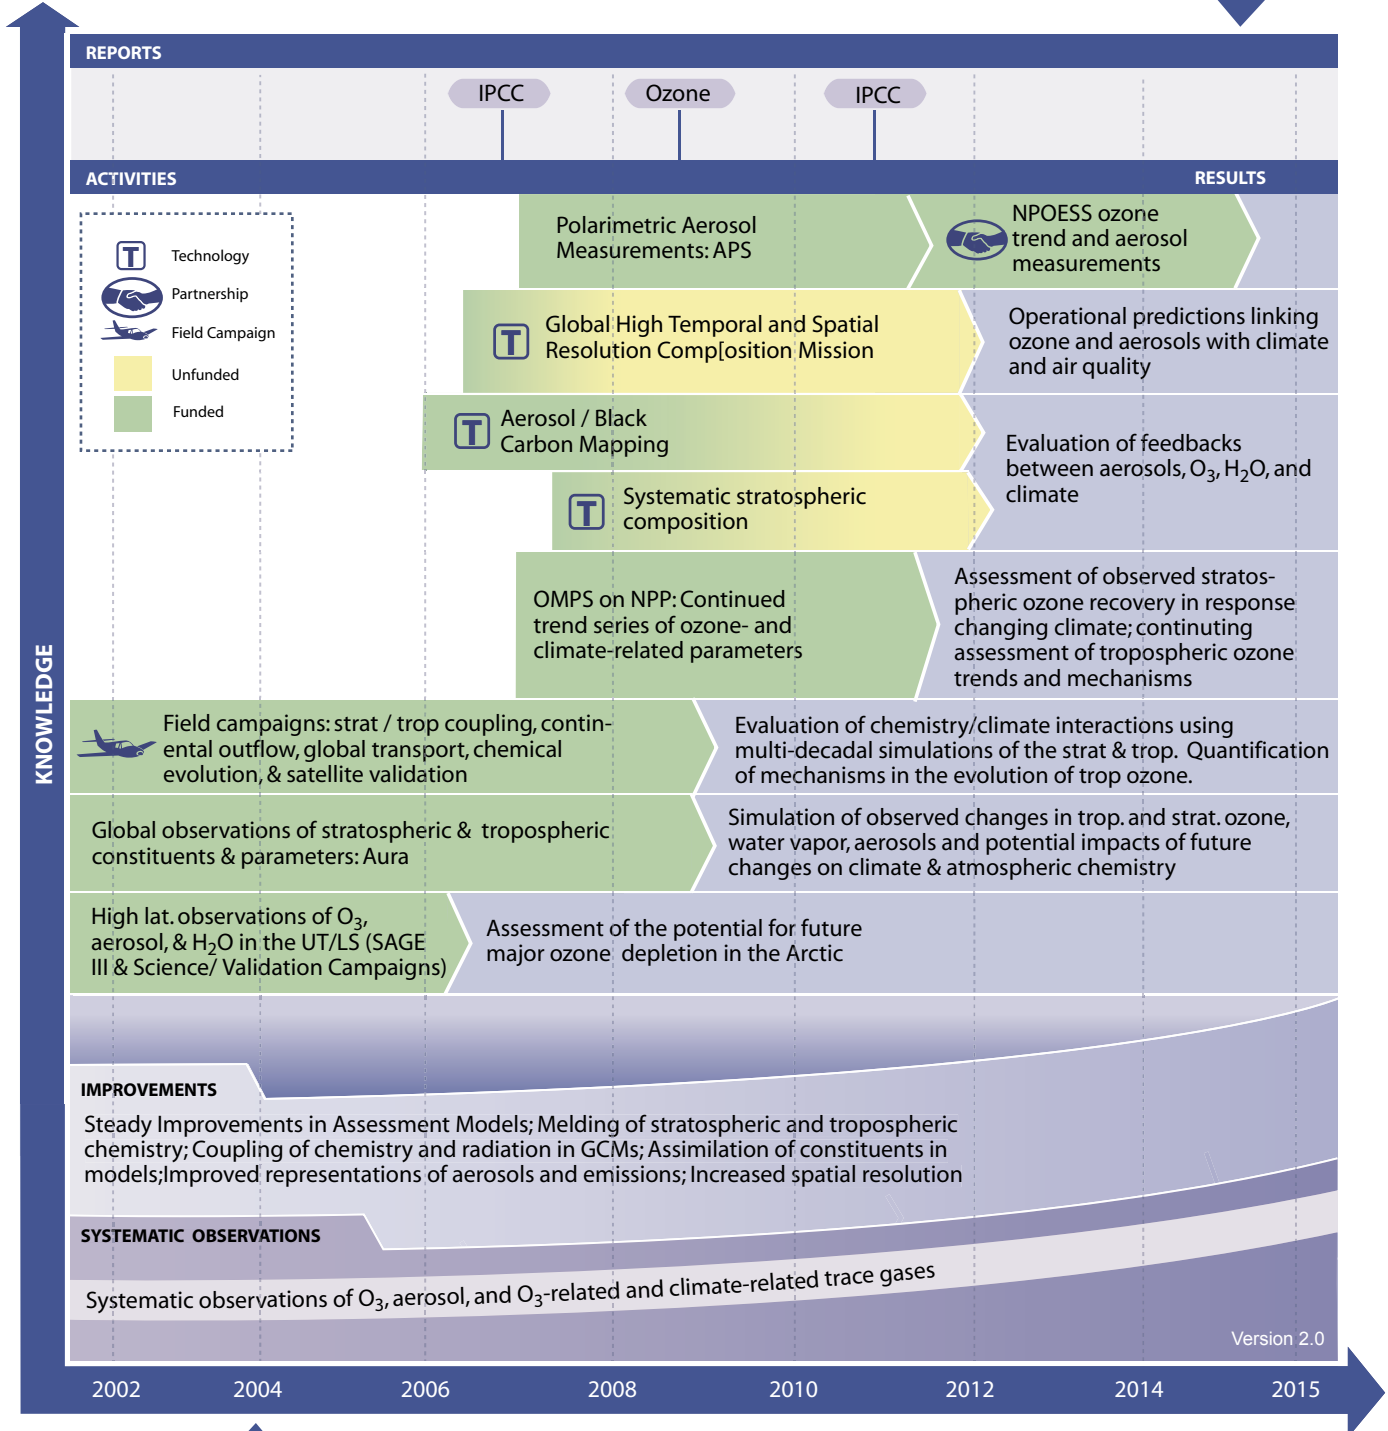 REPORTS
IPCC
Ozone
IPCC
ACTIVITIES
RESULTS
T
Technology
Partnership
Field Campaign
Unfunded
Funded
Polarimetric Aerosol
Measurements: APS
NPOESS ozone
trend and aerosol
measurements
T
Global High Temporal and Spatial
Resolution Comp[osition Mission
Operational predictions linking
ozone and aerosols with climate
and air quality
T
Aerosol / Black
Carbon Mapping
Evaluation of feedbacks
between aerosols, O3, H2O, and
climate
T
Systematic stratospheric
composition
OMPS on NPP: Continued
trend series of ozone- and
climate-related parameters
Assessment of observed stratos-
pheric ozone recovery in response
changing climate; continuting
assessment of tropospheric ozone
trends and mechanisms
KNOWLEDGE
Field campaigns: strat / trop coupling, contin-
ental outflow, global transport, chemical
evolution, & satellite validation
Evaluation of chemistry/climate interactions using
multi-decadal simulations of the strat & trop. Quantification
of mechanisms in the evolution of trop ozone.
Global observations of stratospheric & tropospheric
constituents & parameters: Aura
Simulation of observed changes in trop. and strat. ozone,
water vapor, aerosols and potential impacts of future
changes on climate & atmospheric chemistry
High lat. observations of O3,
aerosol, & H2O in the UT/LS (SAGE
III & Science/ Validation Campaigns)
Assessment of the potential for future
major ozone depletion in the Arctic
IMPROVEMENTS
Steady Improvements in Assessment Models; Melding of stratospheric and tropospheric
chemistry; Coupling of chemistry and radiation in GCMs; Assimilation of constituents in
models;Improved representations of aerosols and emissions; Increased spatial resolution
SYSTEMATIC OBSERVATIONS
Systematic observations of O3, aerosol, and O3-related and climate-related trace gases
Version 2.0
2002
2004
2006
2008
2010
2012
2014
2015